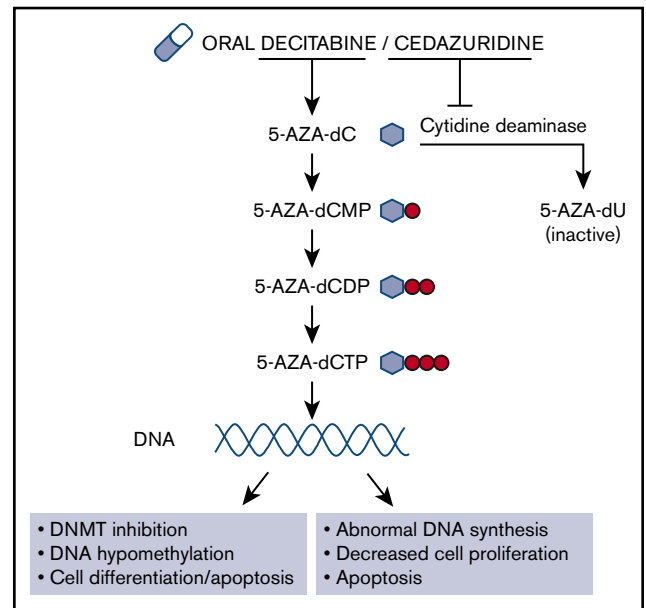 ORAL DECITABINE / CEDAZURIDINE
5-AZA-dC
Cytidine deaminase
5-AZA-dCMP
5-AZA-dU
(inactive)
5-AZA-dCDP
5-AZA-dCTP
DNA
• DNMT inhibition
• DNA hypomethylation
• Cell differentiation/apoptosis
• Abnormal DNA synthesis
• Decreased cell proliferation
• Apoptosis